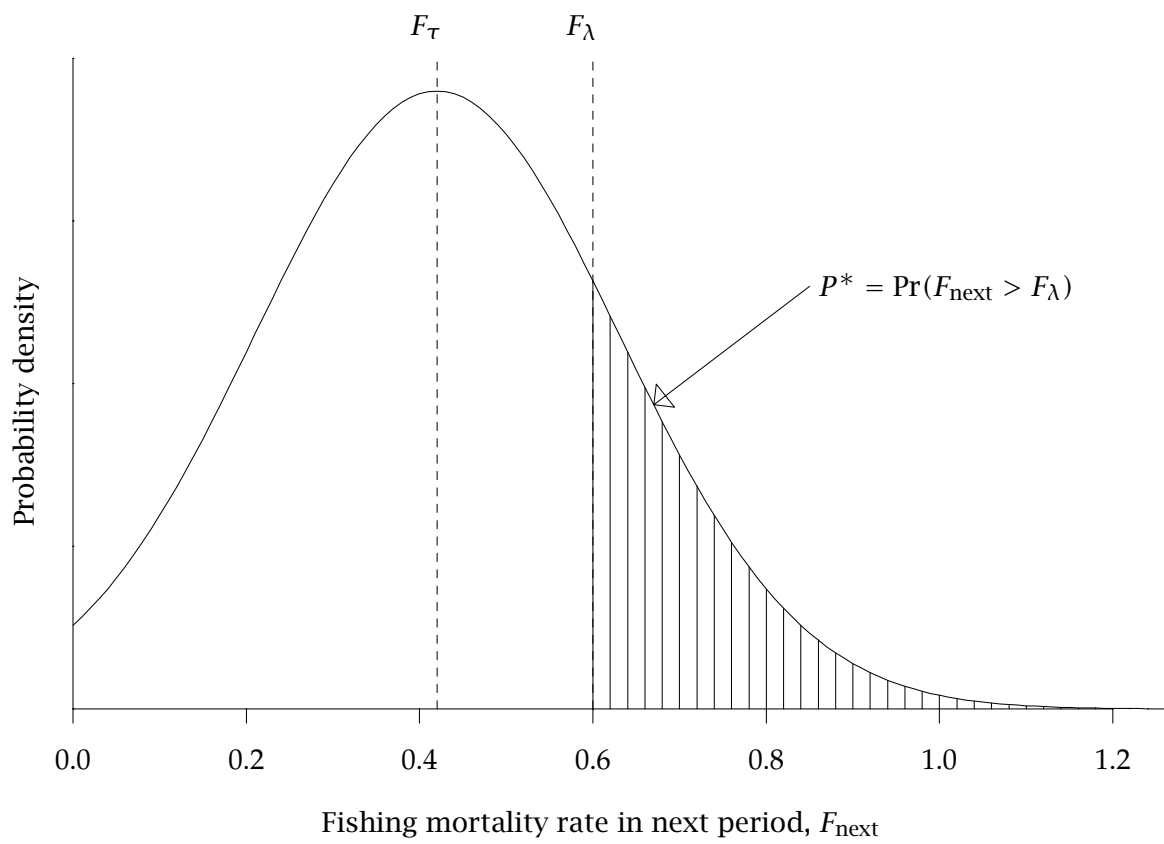 F_τ F_λ
P* = Pr(F_next > F_λ)
Probability density
0.0 0.2 0.4 0.6 0.8 1.0 1.2
Fishing mortality rate in next period, F_next